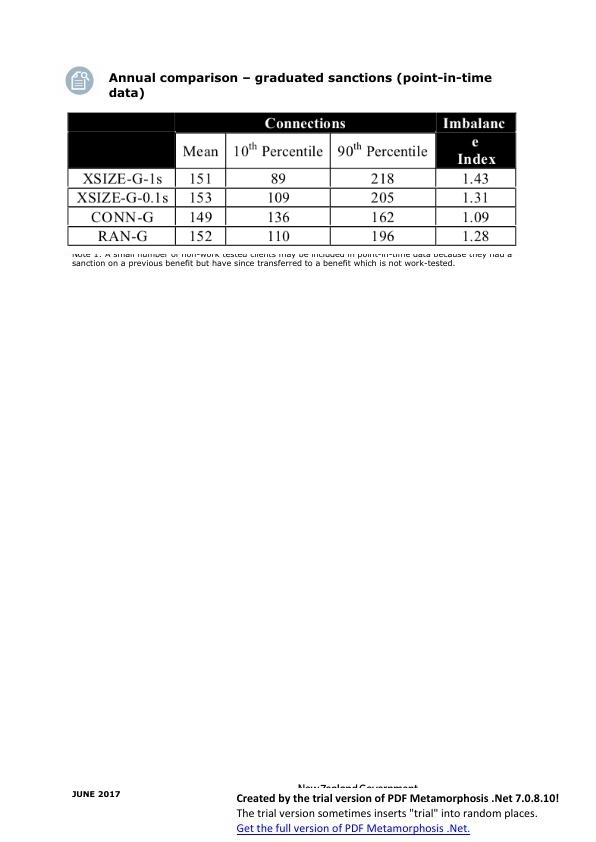 Annual comparison – graduated sanctions (point-in-time
data)
Connections Imbalanc
e
Index
Mean 10th Percentile 90th Percentile
XSIZE-G-1s 151 89 218 1.43
XSIZE-G-0.1s 153 109 205 1.31
CONN-G 149 136 162 1.09
RAN-G 152 110 196 1.28
Note 1: A small number of non-work tested clients may be included in point-in-time data because they had a
sanction on a previous benefit but have since transferred to a benefit which is not work-tested.
New Zealand Government
JUNE 2017
Created by the trial version of PDF Metamorphosis .Net 7.0.8.10!
The trial version sometimes inserts "trial" into random places.
Get the full version of PDF Metamorphosis .Net.